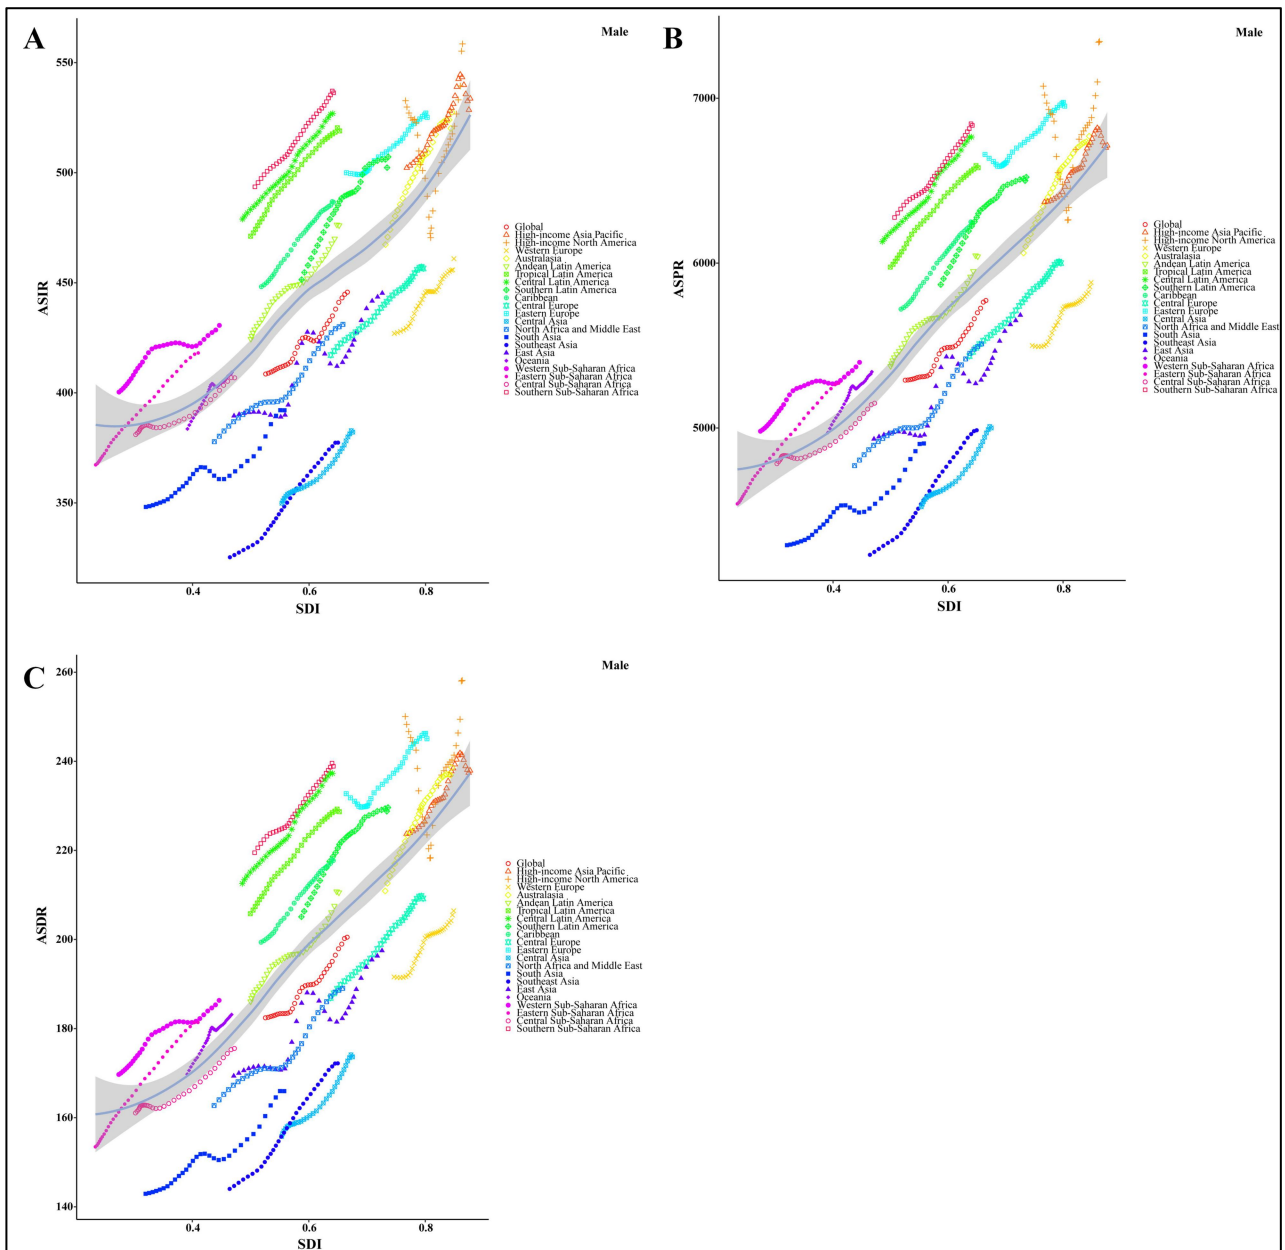 A
Male
550
500
450
400
350
ASIR
0.4
0.6
0.8
SDI
Global
High-income Asia Pacific
High-income North America
Western Europe
Australasia
Andean Latin America
Tropical Latin America
Central Latin America
Southern Latin America
Caribbean
Central Europe
Eastern Europe
Central Asia
North Africa and Middle East
South Asia
Southeast Asia
East Asia
Oceania
Western Sub-Saharan Africa
Eastern Sub-Saharan Africa
Central Sub-Saharan Africa
Southern Sub-Saharan Africa
B
Male
7000
6000
5000
ASPR
0.4
0.6
0.8
SDI
Global
High-income Asia Pacific
High-income North America
Western Europe
Australasia
Andean Latin America
Tropical Latin America
Central Latin America
Southern Latin America
Caribbean
Central Europe
Eastern Europe
Central Asia
North Africa and Middle East
South Asia
Southeast Asia
East Asia
Oceania
Western Sub-Saharan Africa
Eastern Sub-Saharan Africa
Central Sub-Saharan Africa
Southern Sub-Saharan Africa
C
Male
260
240
220
200
180
160
140
ASDR
0.4
0.6
0.8
SDI
Global
High-income Asia Pacific
High-income North America
Western Europe
Australasia
Andean Latin America
Tropical Latin America
Central Latin America
Southern Latin America
Caribbean
Central Europe
Eastern Europe
Central Asia
North Africa and Middle East
South Asia
Southeast Asia
East Asia
Oceania
Western Sub-Saharan Africa
Eastern Sub-Saharan Africa
Central Sub-Saharan Africa
Southern Sub-Saharan Africa